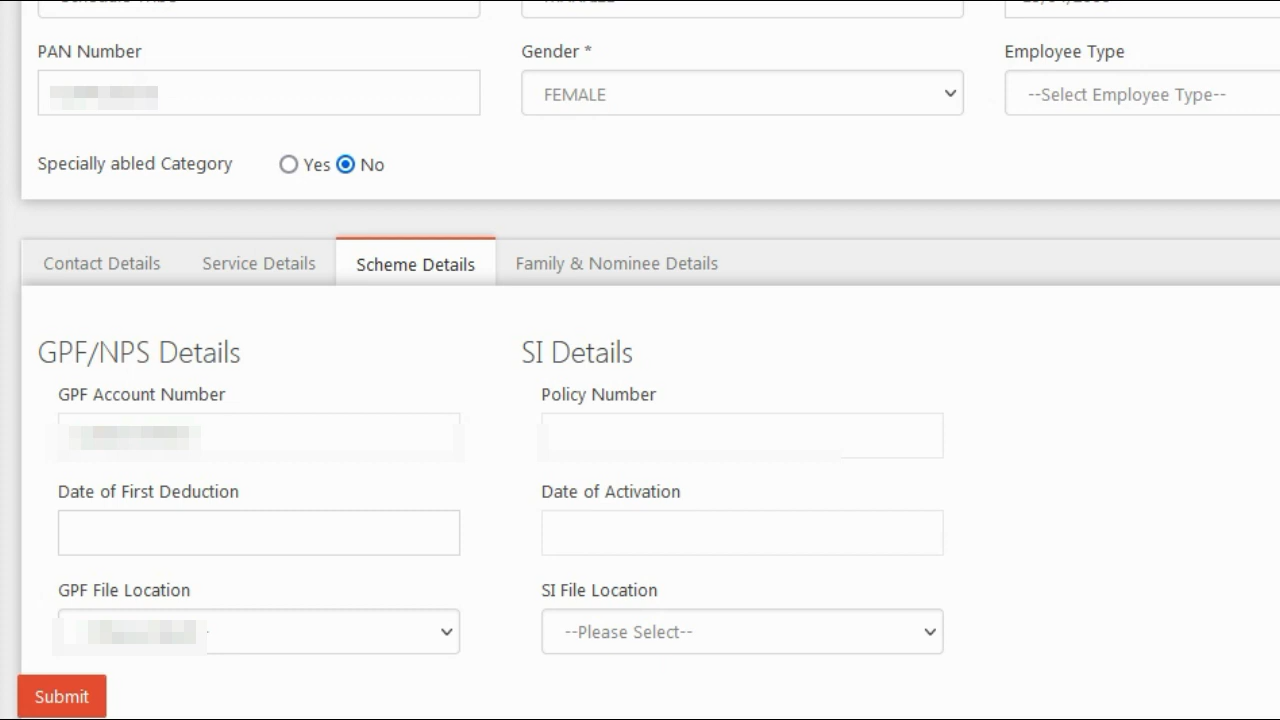 PAN Number Gender * Employee Type
FEMALE --Select Employee Type--
Specially abled Category Yes No
Contact Details Service Details Scheme Details Family & Nominee Details
GPF/NPS Details SI Details
GPF Account Number Policy Number
Date of First Deduction Date of Activation
GPF File Location SI File Location
--Please Select--
Submit